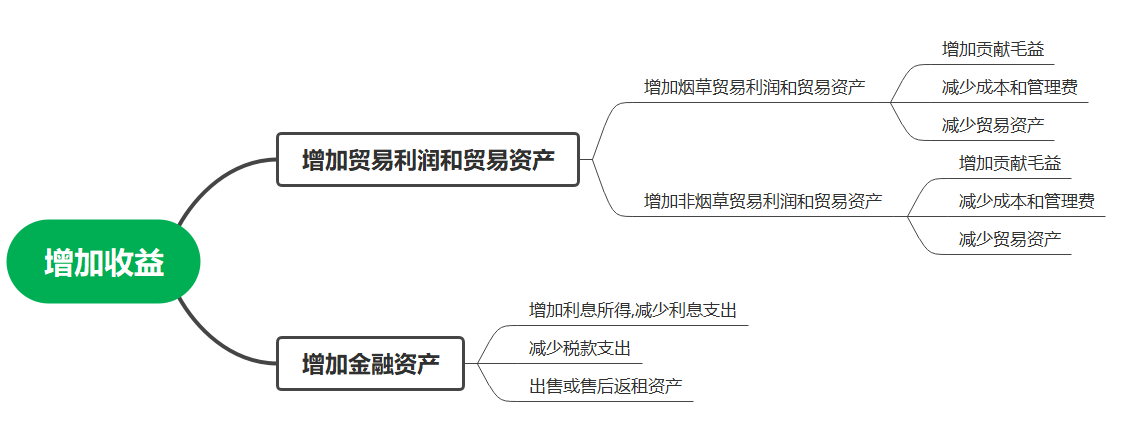 增加收益
增加贸易利润和贸易资产
增加烟草贸易利润和贸易资产
增加贡献毛益
减少成本和管理费
减少贸易资产
增加非烟草贸易利润和贸易资产
增加贡献毛益
减少成本和管理费
减少贸易资产
增加金融资产
增加利息所得,减少利息支出
减少税款支出
出售或售后返租资产